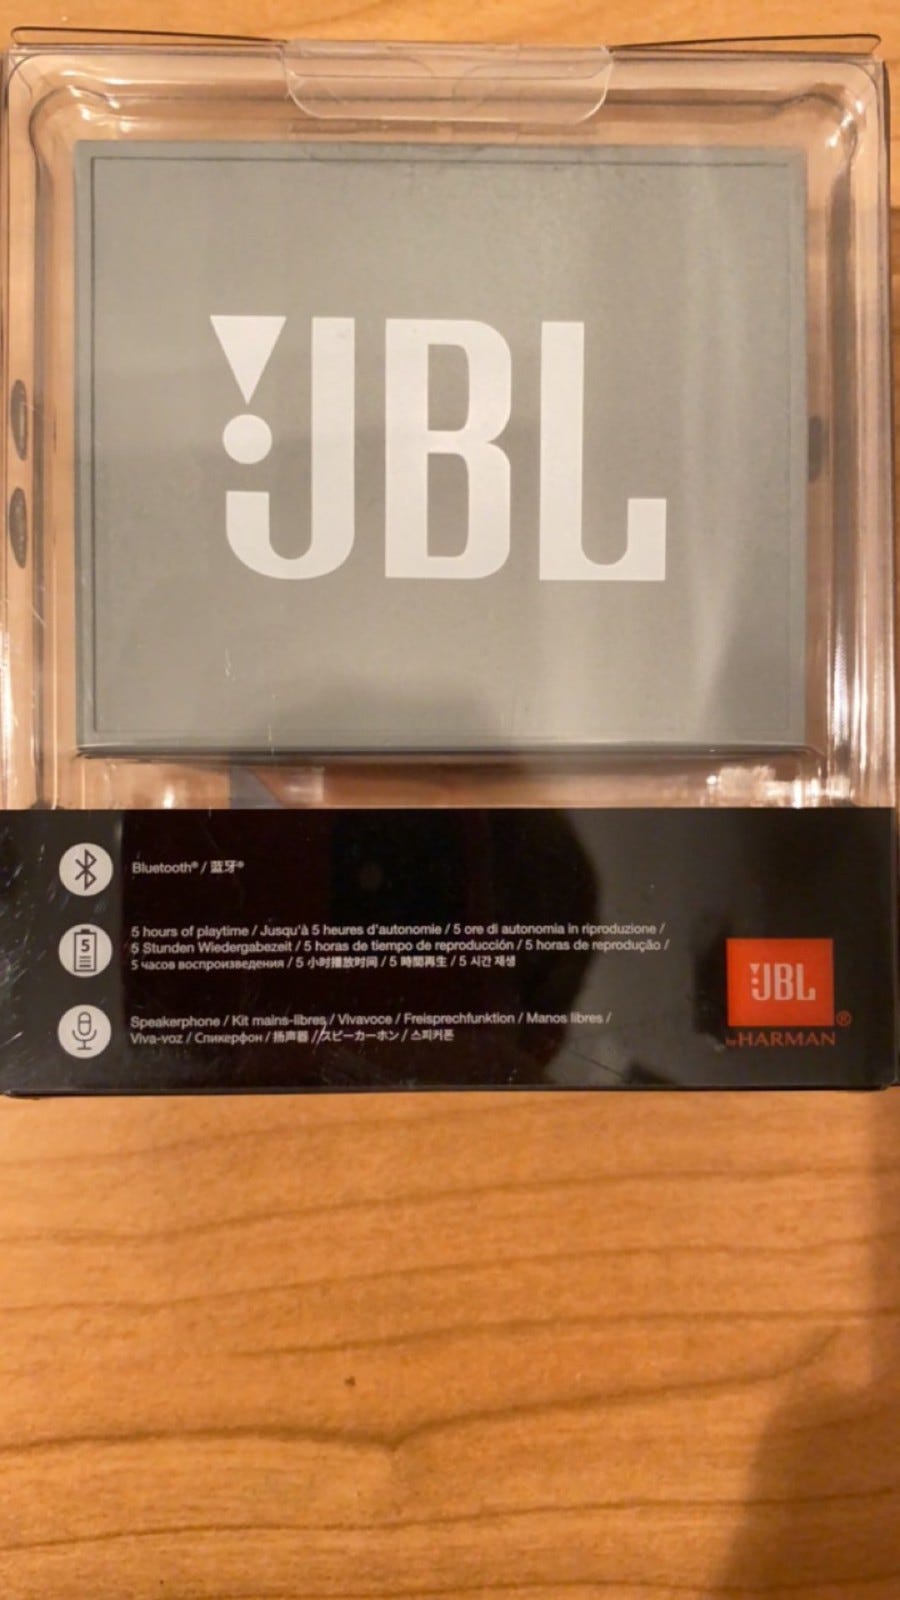 JBL
Bluetooth® / 蓝牙®
5
5 hours of playtime / Jusqu'à 5 heures d'autonomie / 5 ore di autonomia in riproduzione /
5 Stunden Wiedergabezeit / 5 horas de tiempo de reproducción / 5 horas de reprodução /
5 часов воспроизведения / 5 小时播放时间 / 5 時間再生 / 5 시간 재생
Speakerphone / Kit mains-libres / Vivavoce / Freisprechfunktion / Manos libres /
Viva-voz / Спикерфон / 扬声器 / スピーカーホン / 스피커폰
JBL®
by HARMAN